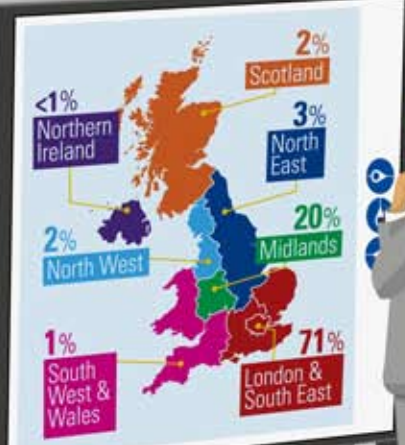 2%
Scotland
<1%
Northern
Ireland
3%
North
East
2%
North West
20%
Midlands
1%
South
West &
Wales
71%
London &
South East